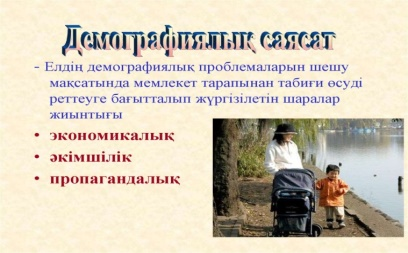 Демографиялық саясат
- Елдің демографиялық проблемаларын шешу
мақсатында мемлекет тарапынан табиғи өсуді
реттеуге бағытталып жүргізілетін шаралар
жиынтығы
• экономикалық
• әкімшілік
• пропагандалық